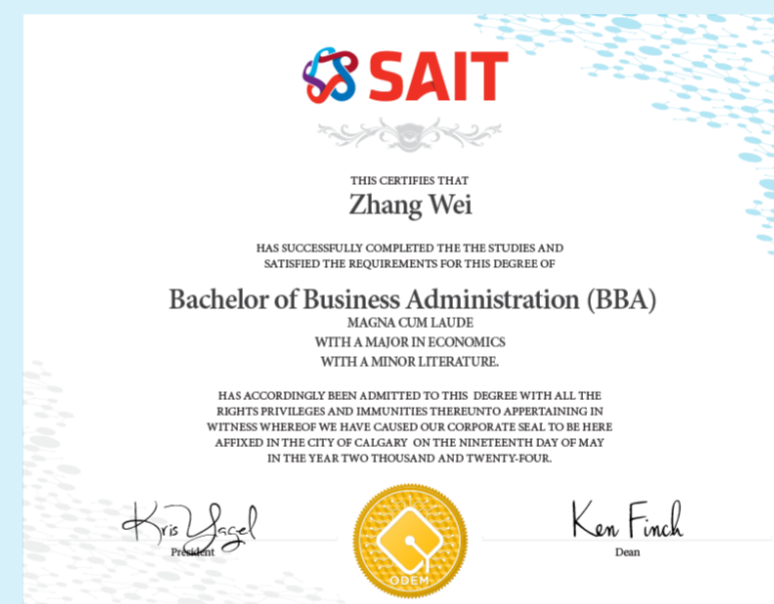 SAIT
THIS CERTIFIES THAT
Zhang Wei
HAS SUCCESSFULLY COMPLETED THE THE STUDIES AND
SATISFIED THE REQUIREMENTS FOR THIS DEGREE OF
Bachelor of Business Administration (BBA)
MAGNA CUM LAUDE
WITH A MAJOR IN ECONOMICS
WITH A MINOR LITERATURE.
HAS ACCORDINGLY BEEN ADMITTED TO THIS DEGREE WITH ALL THE
RIGHTS PRIVILEGES AND IMMUNITIES THEREUNTO APPERTAINING IN
WITNESS WHEREOF WE HAVE CAUSED OUR CORPORATE SEAL TO BE HERE
AFFIXED IN THE CITY OF CALGARY ON THE NINETEENTH DAY OF MAY
IN THE YEAR TWO THOUSAND AND TWENTY-FOUR.
Kris Yagel
President
ODEM
Ken Finch
Dean